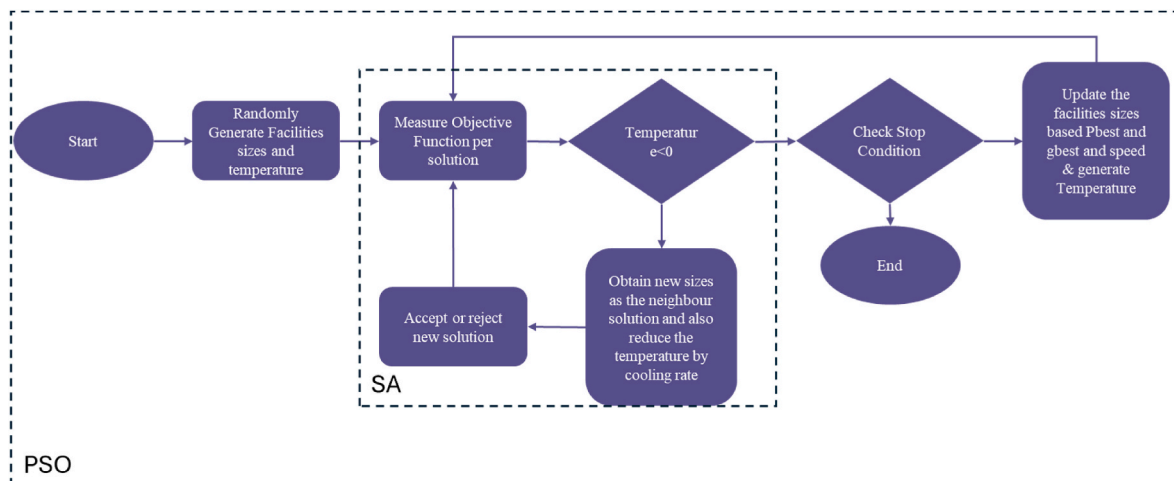 Start
Randomly
Generate Facilities
sizes and
temperature
Measure Objective
Function per
solution
Temperatur
e<0
Check Stop
Condition
Update the
facilities sizes
based Pbest and
gbest and speed
& generate
Temperature
End
Obtain new sizes
as the neighbour
solution and also
reduce the
temperature by
cooling rate
Accept or reject
new solution
SA
PSO